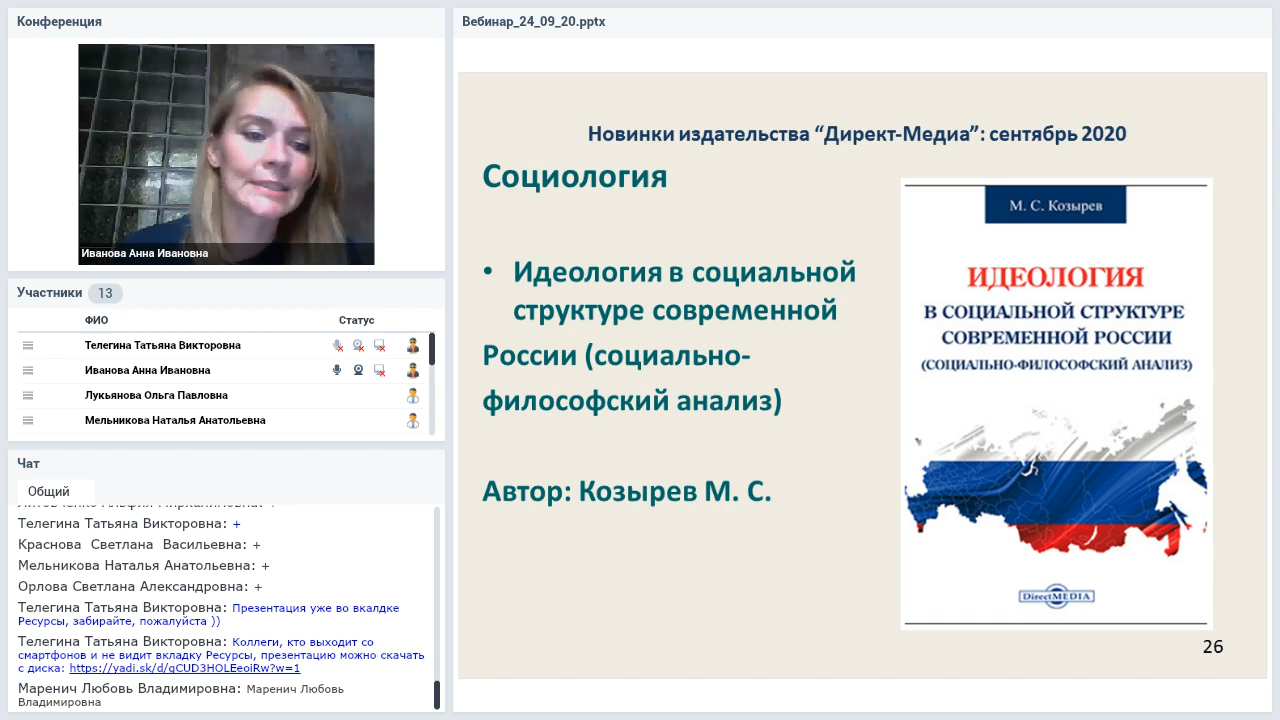 Конференция
Иванова Анна Ивановна
Участники 13
ФИО Статус
Телегина Татьяна Викторовна
Иванова Анна Ивановна
Лукьянова Ольга Павловна
Мельникова Наталья Анатольевна
Чат
Общий
Телегина Татьяна Викторовна: +
Краснова Светлана Васильевна: +
Мельникова Наталья Анатольевна: +
Орлова Светлана Александровна: +
Телегина Татьяна Викторовна: Презентация уже во вкалдке
Ресурсы, забирайте, пожалуйста ))
Телегина Татьяна Викторовна: Коллеги, кто выходит со
смартфонов и не видит вкладку Ресурсы, презентацию можно скачать
с диска: https://yadi.sk/d/gCUD3HOLEeoiRw?w=1
Маренич Любовь Владимировна: Маренич Любовь
Владимировна
Вебинар_24_09_20.pptx
Новинки издательства “Директ-Медиа”: сентябрь 2020
Социология
• Идеология в социальной
структуре современной
России (социально-
философский анализ)
Автор: Козырев М. С.
М. С. Козырев
ИДЕОЛОГИЯ
В СОЦИАЛЬНОЙ СТРУКТУРЕ
СОВРЕМЕННОЙ РОССИИ
(СОЦИАЛЬНО-ФИЛОСОФСКИЙ АНАЛИЗ)
DirectMEDIA
26